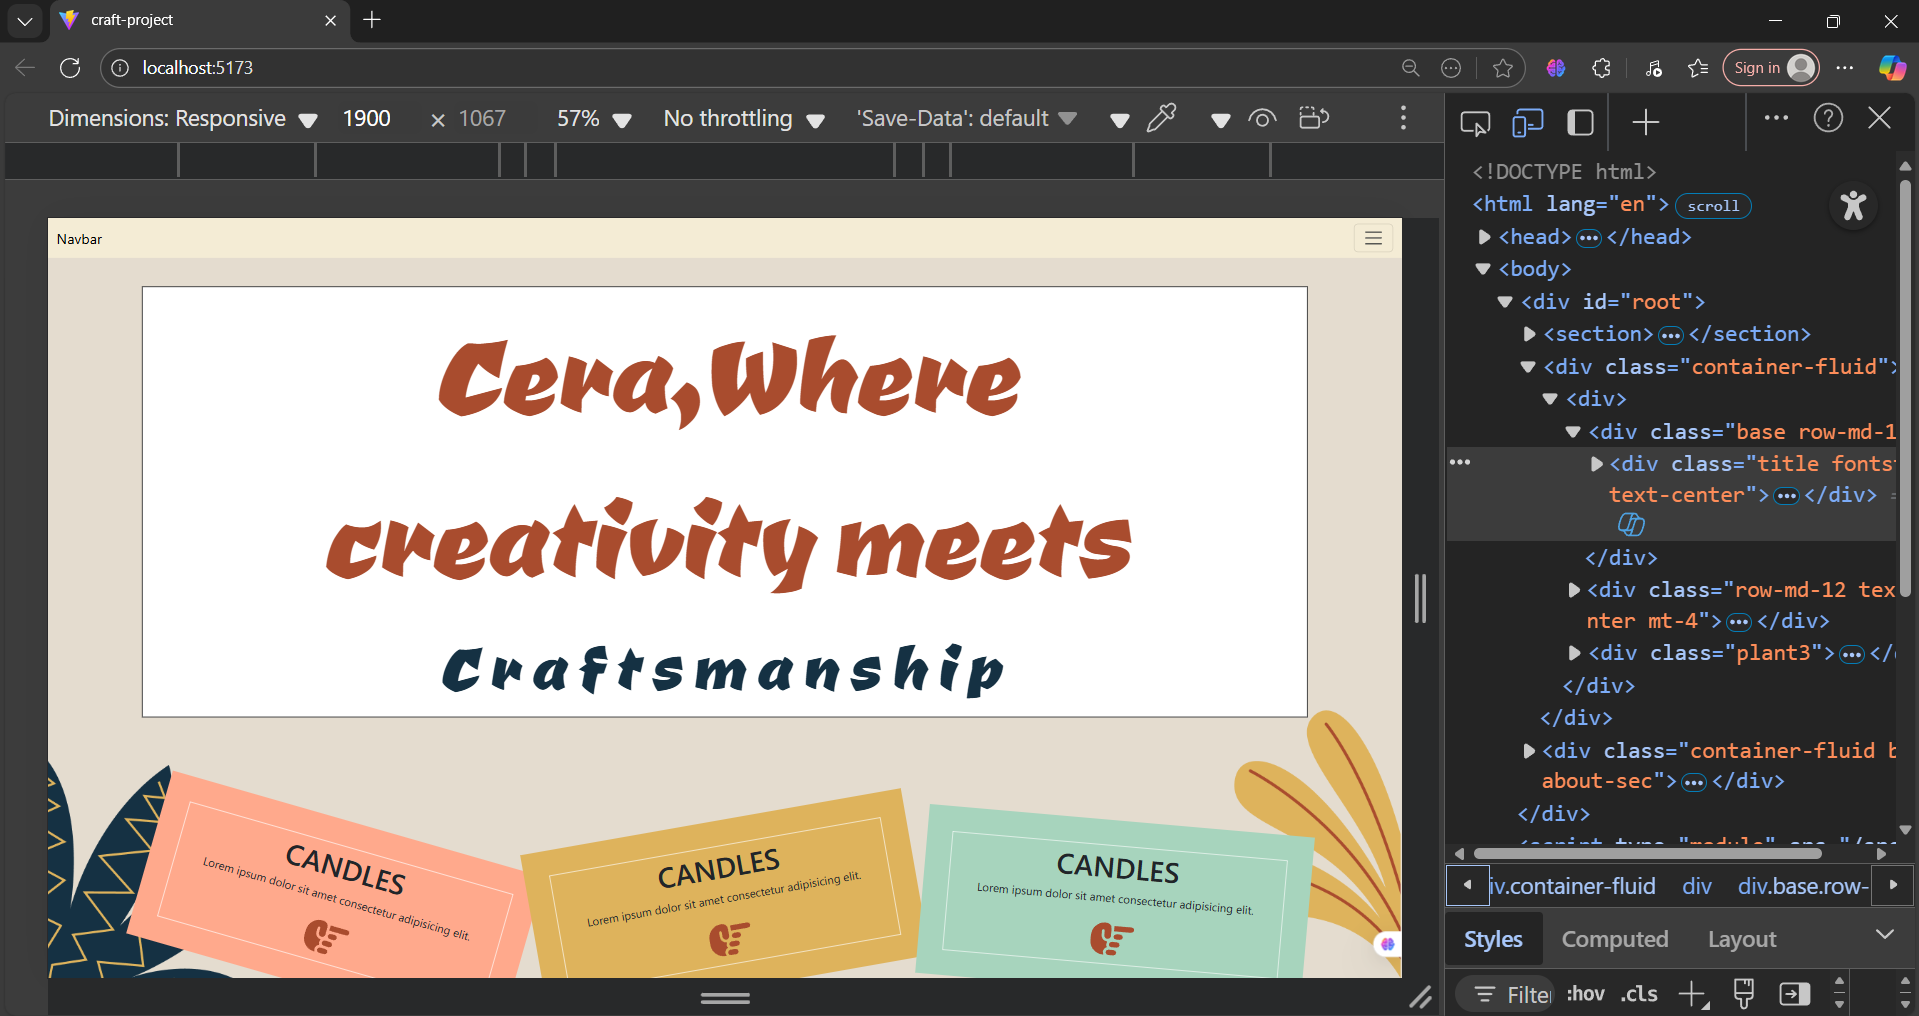 craft-project
localhost:5173
Sign in
Dimensions: Responsive 1900 × 1067 57% No throttling 'Save-Data': default
Navbar
Cera,Where
creativity meets
Craftsmanship
CANDLES
Lorem ipsum dolor sit amet consectetur adipisicing elit.
CANDLES
Lorem ipsum dolor sit amet consectetur adipisicing elit.
CANDLES
Lorem ipsum dolor sit amet consectetur adipisicing elit.
<!DOCTYPE html>
<html lang="en"> scroll
<head> ••• </head>
<body>
<div id="root">
<section> ••• </section>
<div class="container-fluid">
<div>
<div class="base row-md-1
••• <div class="title fonts
text-center"> ••• </div> =
</div>
<div class="row-md-12 tex
nter mt-4"> ••• </div>
<div class="plant3"> ••• </
</div>
</div>
<div class="container-fluid b
about-sec"> ••• </div>
</div>
iv.container-fluid div div.base.row-
Styles Computed Layout
Filter :hov .cls